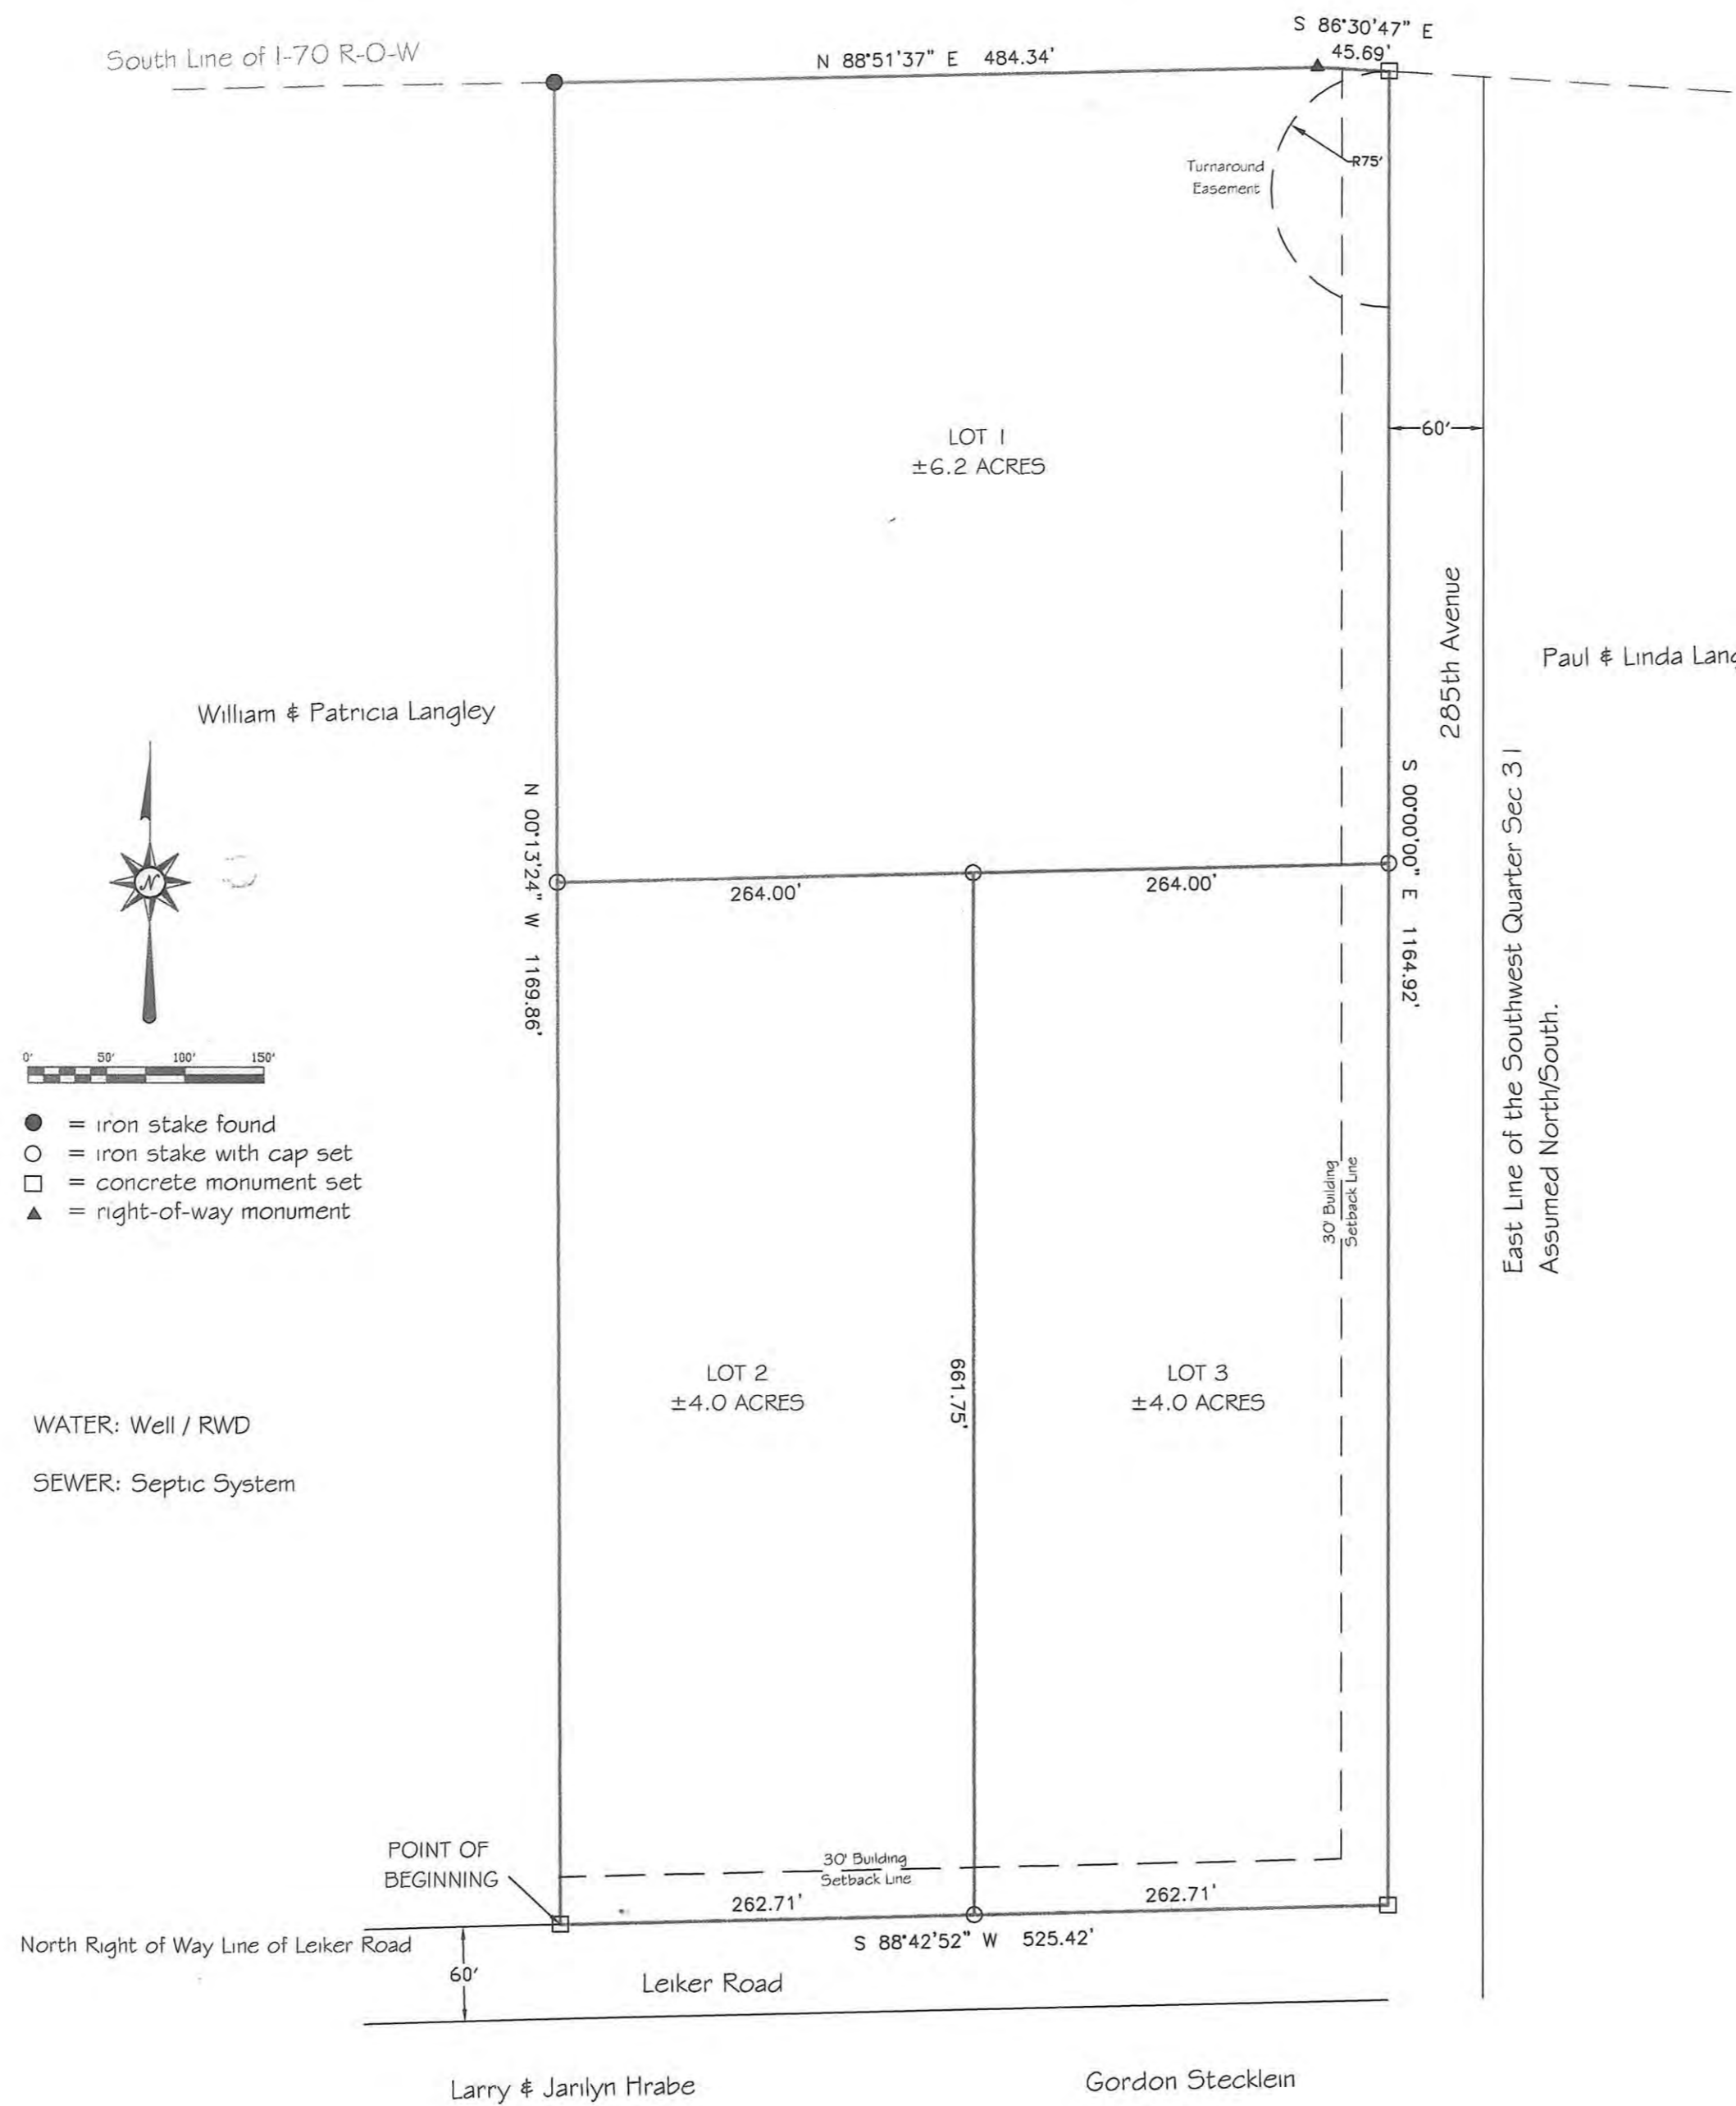 S 86°30'47" E
45.69'
South Line of I-70 R-O-W
N 88°51'37" E 484.34'
R75'
Turnaround
Easement
LOT 1
±6.2 ACRES
60'
285th Avenue
Paul & Linda
William & Patricia Langley
N 00°13'24" W 1169.86'
S 00°00'00" E 1164.92'
East Line of the Southwest Quarter Sec 31
Assumed North/South.
N
264.00'
264.00'
0' 50' 100' 150'
= iron stake found
= iron stake with cap set
= concrete monument set
= right-of-way monument
30' Building
Setback Line
661.75'
LOT 2
±4.0 ACRES
LOT 3
±4.0 ACRES
WATER: Well / RWD
SEWER: Septic System
POINT OF
BEGINNING
30' Building
Setback Line
262.71'
262.71'
S 88°42'52" W 525.42'
North Right of Way Line of Leiker Road
60'
Leiker Road
Larry & Jarilyn Hrabe
Gordon Stecklein